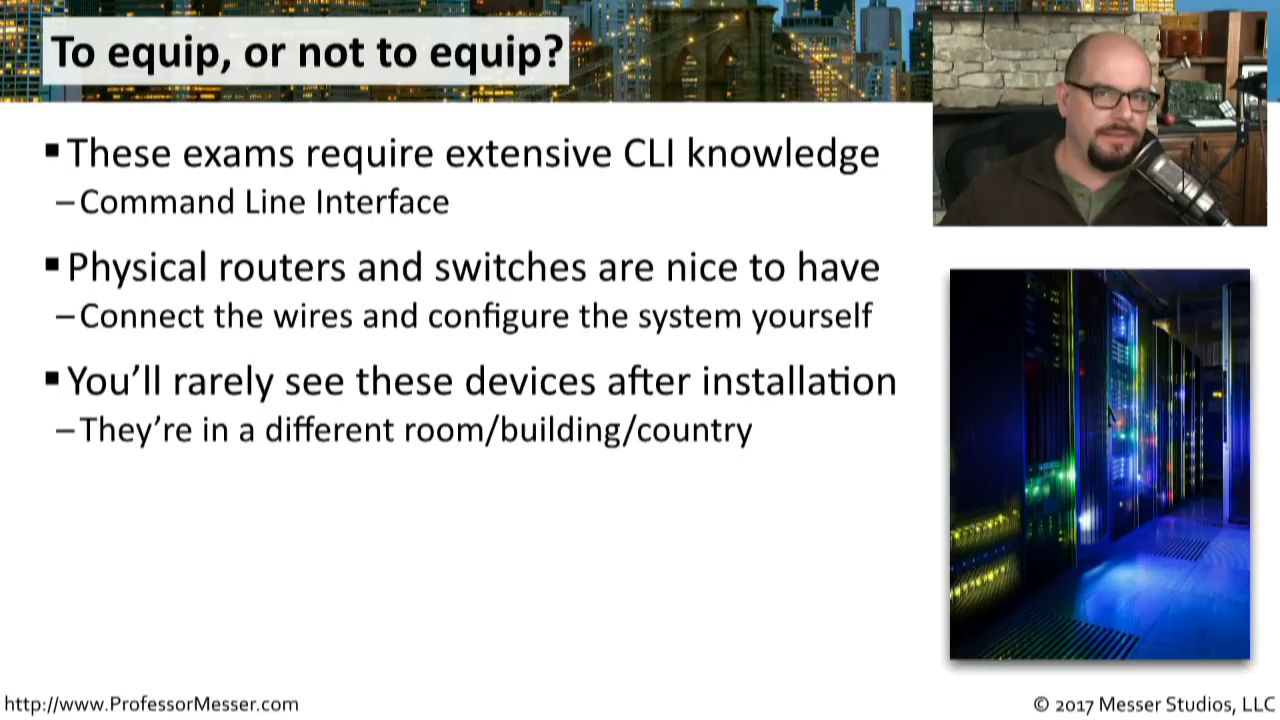 To equip, or not to equip?
▪ These exams require extensive CLI knowledge
– Command Line Interface
▪ Physical routers and switches are nice to have
– Connect the wires and configure the system yourself
▪ You’ll rarely see these devices after installation
– They’re in a different room/building/country
http://www.ProfessorMesser.com
© 2017 Messer Studios, LLC